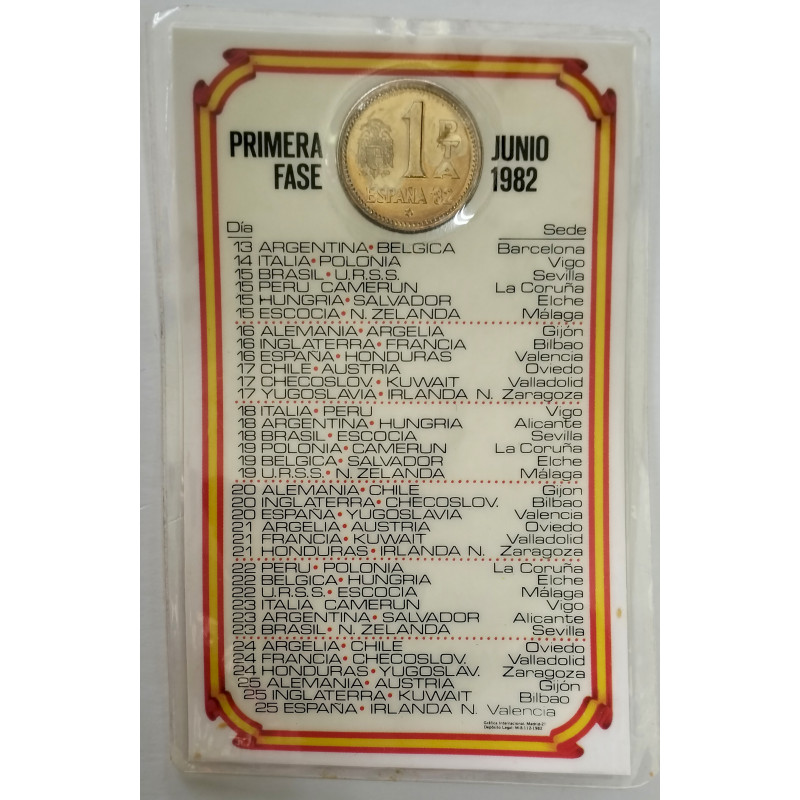 PRIMERA FASE
JUNIO 1982
1 PTA
ESPAÑA 82
Día Sede
13 ARGENTINA•BELGICA Barcelona
14 ITALIA•POLONIA Vigo
15 BRASIL•U.R.S.S. Sevilla
15 PERU CAMERUN La Coruña
15 HUNGRIA•SALVADOR Elche
15 ESCOCIA•N. ZELANDA Málaga
16 ALEMANIA•ARGELIA Gijón
16 INGLATERRA•FRANCIA Bilbao
16 ESPAÑA•HONDURAS Valencia
17 CHILE•AUSTRIA Oviedo
17 CHECOSLOV.•KUWAIT Valladolid
17 YUGOSLAVIA•IRLANDA N. Zaragoza
18 ITALIA•PERU Vigo
18 ARGENTINA•HUNGRIA Alicante
18 BRASIL•ESCOCIA Sevilla
19 POLONIA•CAMERUN La Coruña
19 BELGICA•SALVADOR Elche
19 U.R.S.S.•N. ZELANDA Málaga
20 ALEMANIA•CHILE Gijon
20 INGLATERRA•CHECOSLOV. Bilbao
20 ESPAÑA•YUGOSLAVIA Valencia
21 ARGELIA•AUSTRIA Oviedo
21 FRANCIA•KUWAIT Valladolid
21 HONDURAS•IRLANDA N. Zaragoza
22 PERU•POLONIA La Coruña
22 BELGICA•HUNGRIA Elche
22 U.R.S.S.•ESCOCIA Málaga
23 ITALIA CAMERUN Vigo
23 ARGENTINA•SALVADOR Alicante
23 BRASIL•N. ZELANDA Sevilla
24 ARGELIA•CHILE Oviedo
24 FRANCIA•CHECOSLOV. Valladolid
24 HONDURAS•YUGOSLAV. Zaragoza
25 ALEMANIA•AUSTRIA Gijón
25 INGLATERRA•KUWAIT Bilbao
25 ESPAÑA•IRLANDA N. Valencia
Gráfica Internacional. Madrid-21
Depósito Legal: